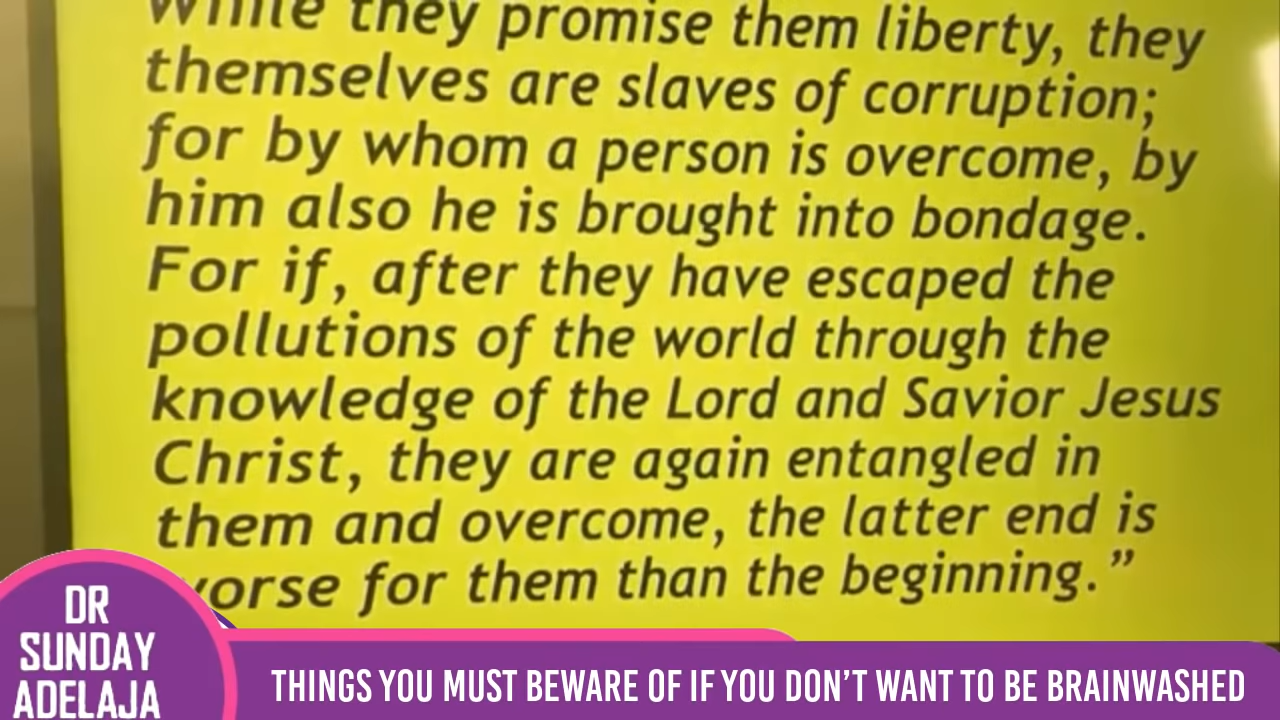 While they promise them liberty, they
themselves are slaves of corruption;
for by whom a person is overcome, by
him also he is brought into bondage.
For if, after they have escaped the
pollutions of the world through the
knowledge of the Lord and Savior Jesus
Christ, they are again entangled in
them and overcome, the latter end is
worse for them than the beginning.”
DR
SUNDAY
ADELAJA
THINGS YOU MUST BEWARE OF IF YOU DON’T WANT TO BE BRAINWASHED